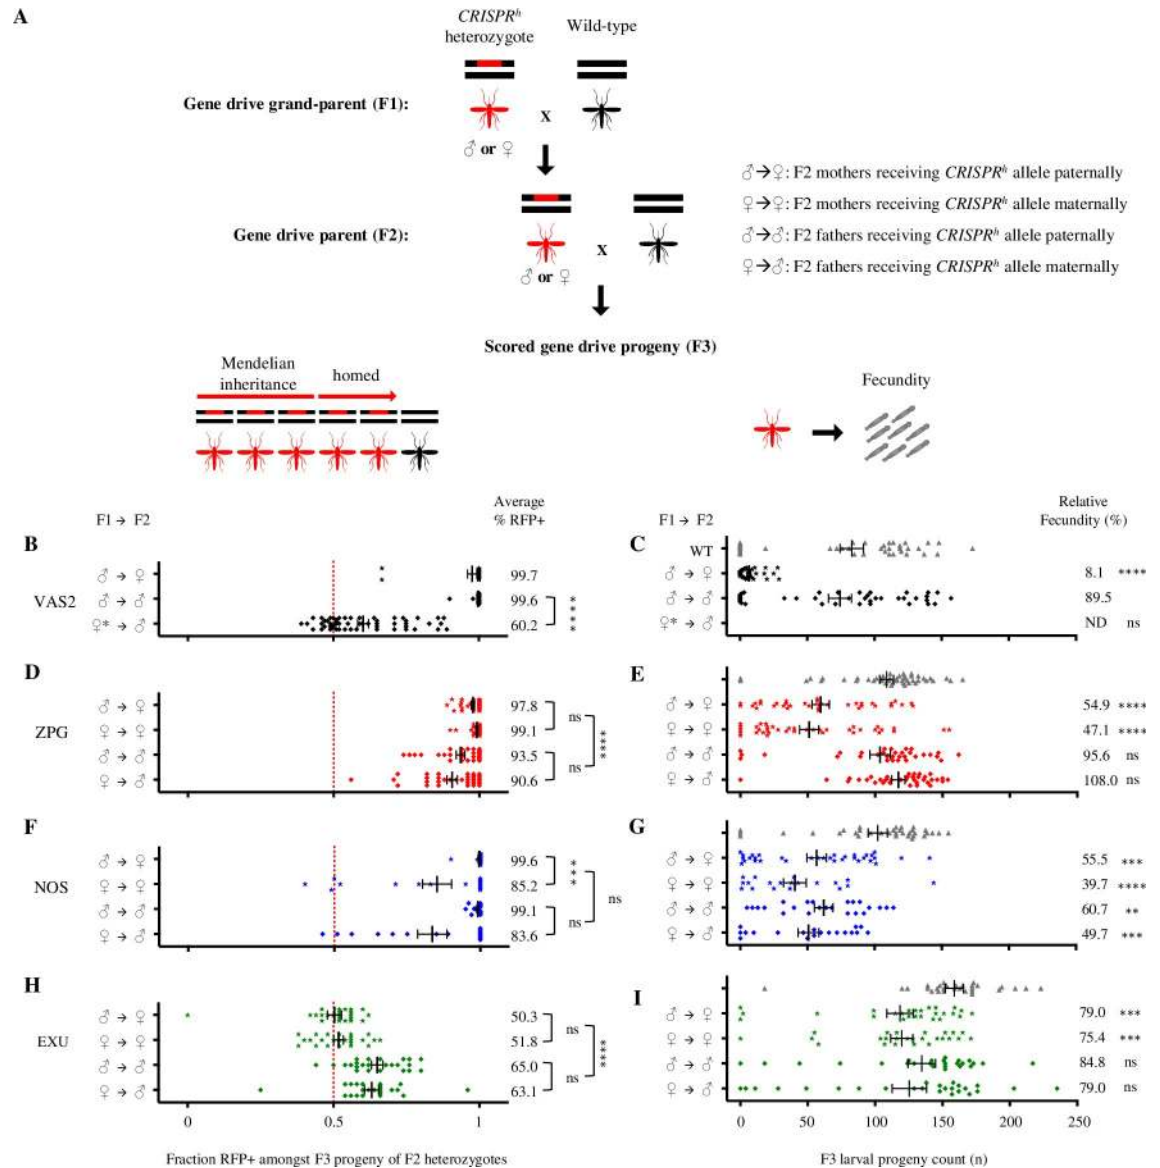 A
CRISPRʰ
heterozygote
Wild-type
Gene drive grand-parent (F1):
X
♂ or ♀
♂→♀: F2 mothers receiving CRISPRʰ allele paternally
♀→♀: F2 mothers receiving CRISPRʰ allele maternally
♂→♂: F2 fathers receiving CRISPRʰ allele paternally
♀→♂: F2 fathers receiving CRISPRʰ allele maternally
Gene drive parent (F2):
X
♂ or ♀
Scored gene drive progeny (F3)
Mendelian
inheritance
homed
Fecundity
F1 → F2
Average
% RFP+
F1 → F2
Relative
Fecundity (%)
B
VAS2
♂ → ♀ 99.7
♂ → ♂ 99.6
♀* → ♂ 60.2
****
C
WT
♂ → ♀ 8.1 ****
♂ → ♂ 89.5
♀* → ♂ ND ns
D
ZPG
♂ → ♀ 97.8
♀ → ♀ 99.1
♂ → ♂ 93.5
♀ → ♂ 90.6
ns
ns
****
E
♂ → ♀ 54.9 ****
♀ → ♀ 47.1 ****
♂ → ♂ 95.6 ns
♀ → ♂ 108.0 ns
F
NOS
♂ → ♀ 99.6
♀ → ♀ 85.2
♂ → ♂ 99.1
♀ → ♂ 83.6
***
ns
ns
G
♂ → ♀ 55.5 ***
♀ → ♀ 39.7 ****
♂ → ♂ 60.7 **
♀ → ♂ 49.7 ***
H
EXU
♂ → ♀ 50.3
♀ → ♀ 51.8
♂ → ♂ 65.0
♀ → ♂ 63.1
ns
ns
****
I
♂ → ♀ 79.0 ***
♀ → ♀ 75.4 ***
♂ → ♂ 84.8 ns
♀ → ♂ 79.0 ns
0 0.5 1
0 50 100 150 200 250
Fraction RFP+ amongst F3 progeny of F2 heterozygotes
F3 larval progeny count (n)